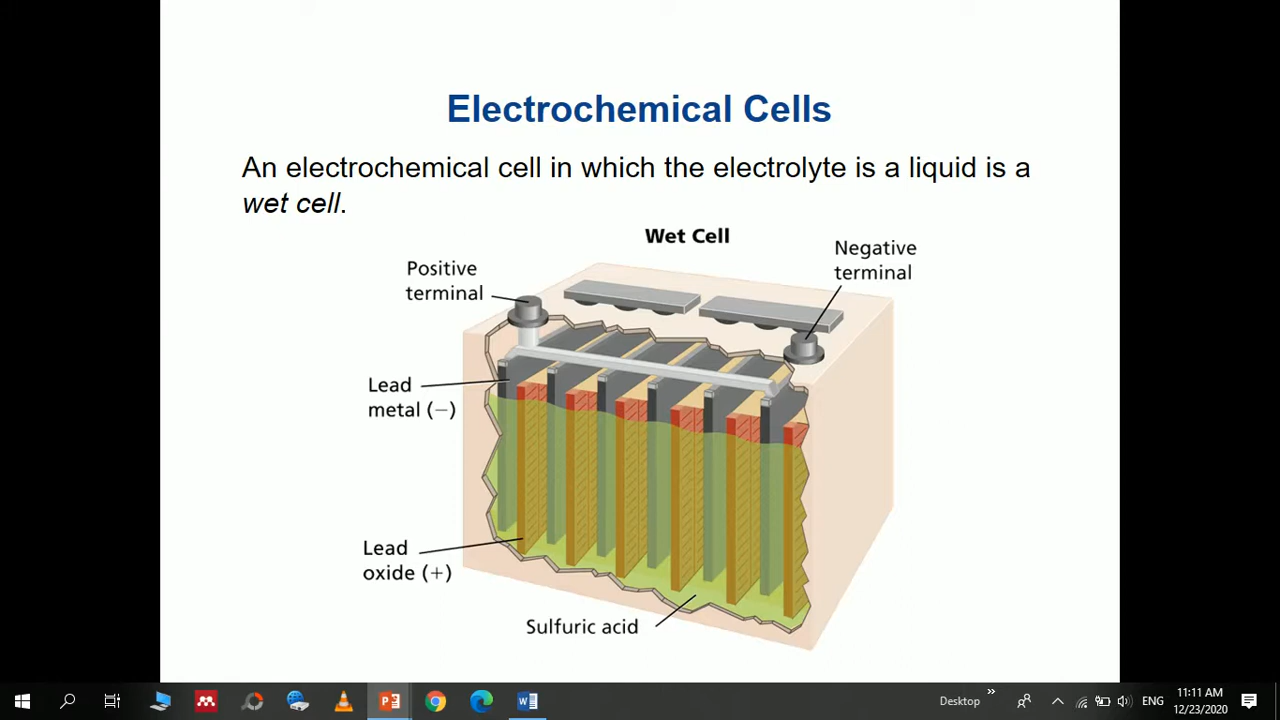 Electrochemical Cells
An electrochemical cell in which the electrolyte is a liquid is a
wet cell.
Wet Cell
Positive
terminal
Negative
terminal
Lead
metal (−)
Lead
oxide (+)
Sulfuric acid
Desktop
»
ENG
11:11 AM
12/23/2020